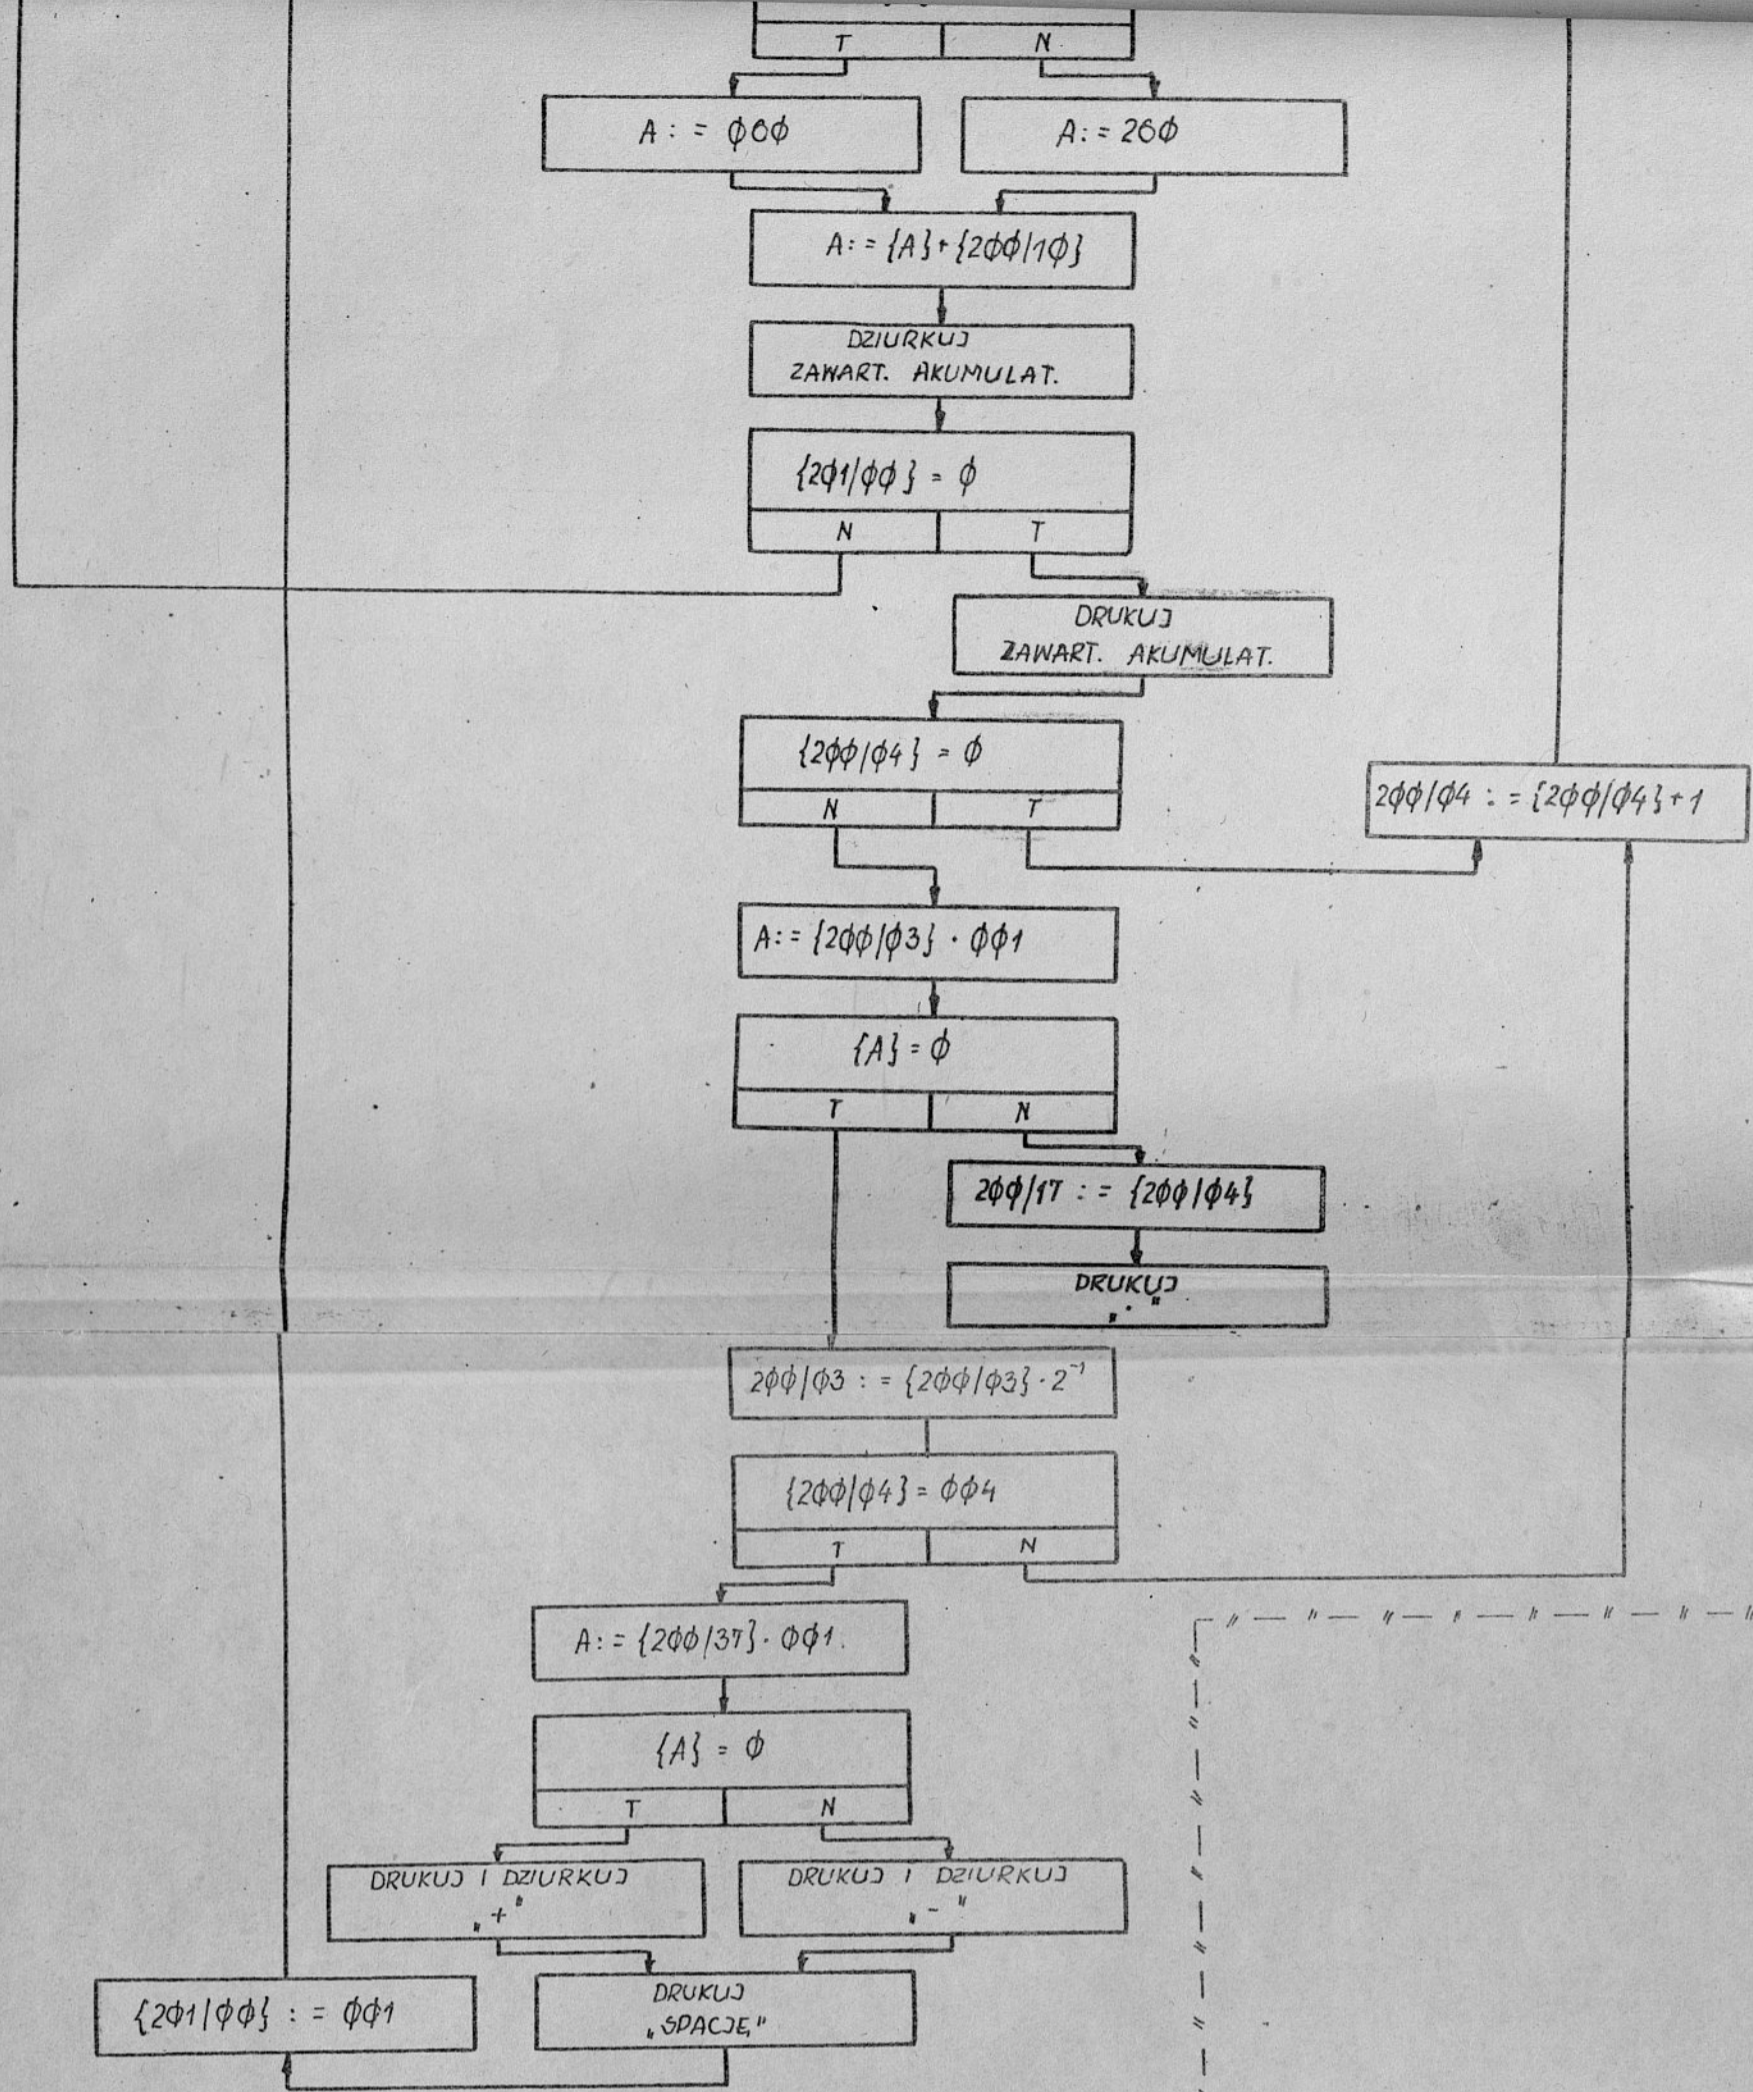 T N
A : = ϕ6ϕ
A : = 26ϕ
A : = {A}+{2ϕϕ/1ϕ}
DZIURKUJ
ZAWART. AKUMULAT.
{2ϕ1/ϕϕ} = ϕ
N T
DRUKUJ
ZAWART. AKUMULAT.
{2ϕϕ/ϕ4} = ϕ
N T
2ϕϕ/ϕ4 : = {2ϕϕ/ϕ4}+1
A : = {2ϕϕ/ϕ3} · ϕϕ1
{A} = ϕ
T N
2ϕϕ/17 : = {2ϕϕ/ϕ4}
DRUKUJ
„·"
2ϕϕ/ϕ3 : = {2ϕϕ/ϕ3} · 2⁻¹
{2ϕϕ/ϕ4} = ϕϕ4
T N
A : = {2ϕϕ/37} · ϕϕ1.
{A} = ϕ
T N
DRUKUJ I DZIURKUJ
„+"
DRUKUJ I DZIURKUJ
„-"
{2ϕ1/ϕϕ} : = ϕϕ1
DRUKUJ
„SPACJĘ"